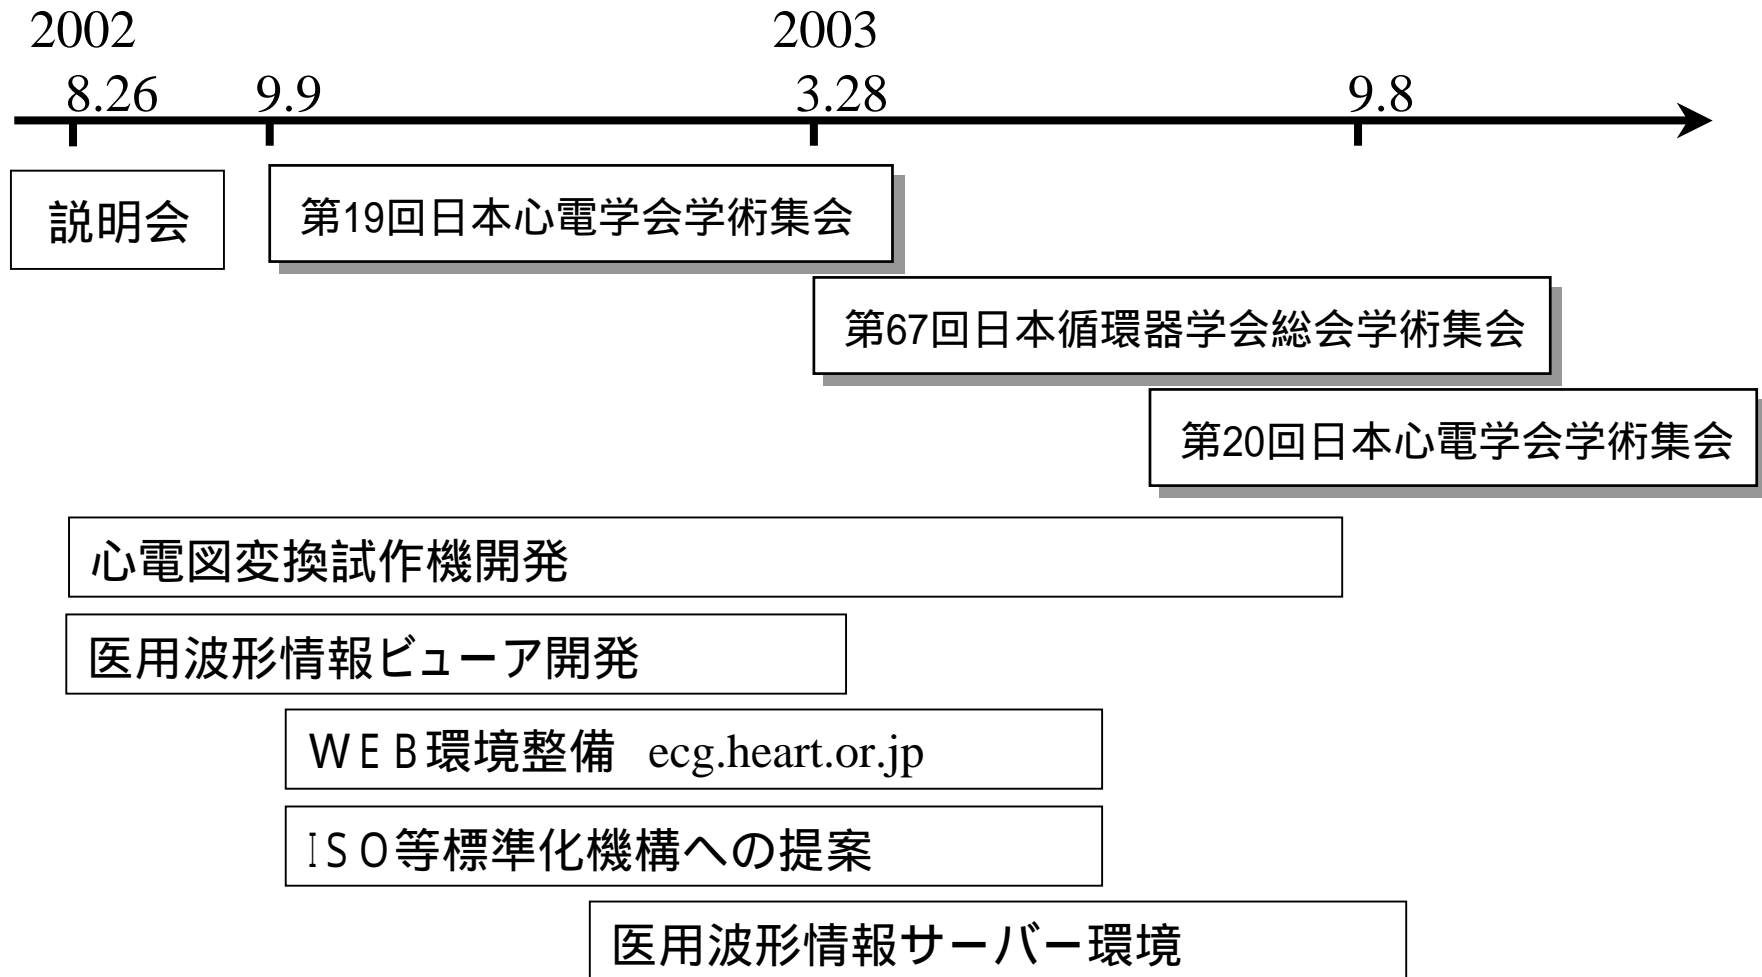 2002 2003
8.26 9.9 3.28 9.8
説明会
第19回日本心電学会学術集会
第67回日本循環器学会総会学術集会
第20回日本心電学会学術集会
心電図変換試作機開発
医用波形情報ビューア開発
ＷＥＢ環境整備 ecg.heart.or.jp
ＩＳＯ等標準化機構への提案
医用波形情報サーバー環境